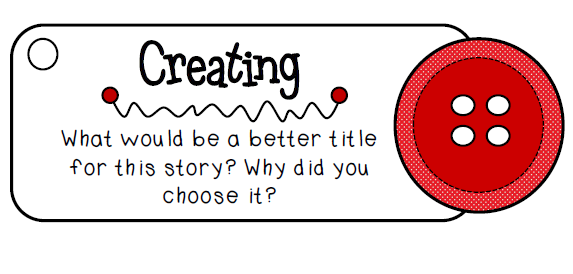 Creating
What would be a better title
for this story? Why did you
choose it?